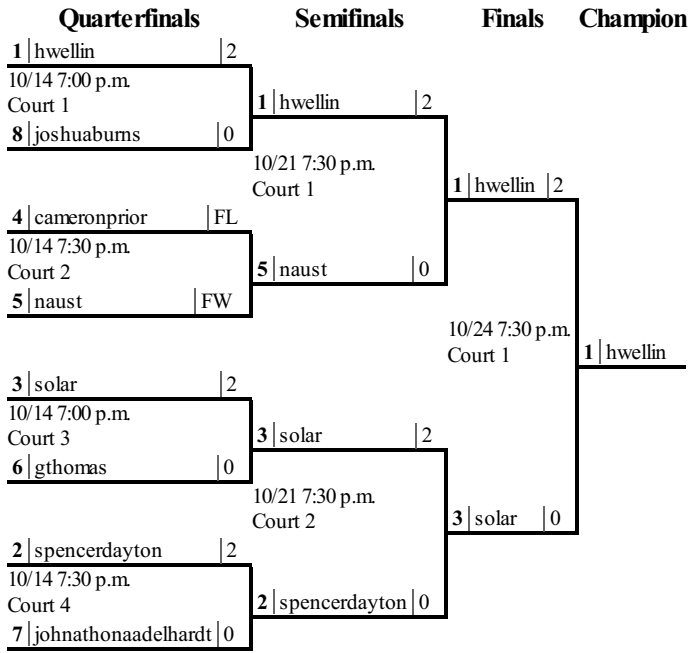 Quarterfinals Semifinals Finals Champion
1 hwellin 2
10/14 7:00 p.m.
Court 1
8 joshuaburns 0
4 cameronprior FL
10/14 7:30 p.m.
Court 2
5 naust FW
3 solar 2
10/14 7:00 p.m.
Court 3
6 gthomas 0
2 spencerdayton 2
10/14 7:30 p.m.
Court 4
7 johnathonaadelhardt 0
1 hwellin 2
10/21 7:30 p.m.
Court 1
5 naust 0
3 solar 2
10/21 7:30 p.m.
Court 2
2 spencerdayton 0
1 hwellin 2
10/24 7:30 p.m.
Court 1
3 solar 0
1 hwellin